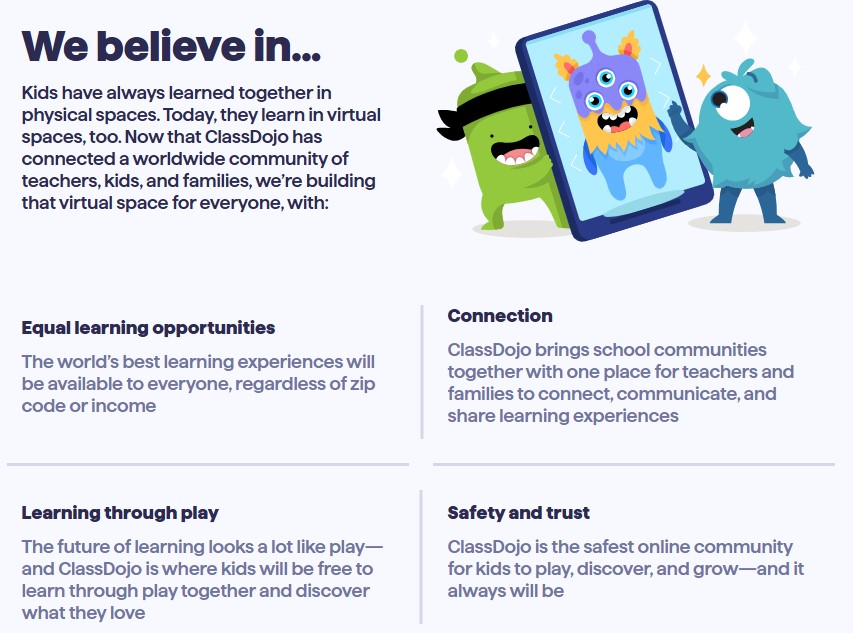 We believe in...
Kids have always learned together in
physical spaces. Today, they learn in virtual
spaces, too. Now that ClassDojo has
connected a worldwide community of
teachers, kids, and families, we’re building
that virtual space for everyone, with:
Equal learning opportunities
The world’s best learning experiences will
be available to everyone, regardless of zip
code or income
Connection
ClassDojo brings school communities
together with one place for teachers and
families to connect, communicate, and
share learning experiences
Learning through play
The future of learning looks a lot like play—
and ClassDojo is where kids will be free to
learn through play together and discover
what they love
Safety and trust
ClassDojo is the safest online community
for kids to play, discover, and grow—and it
always will be